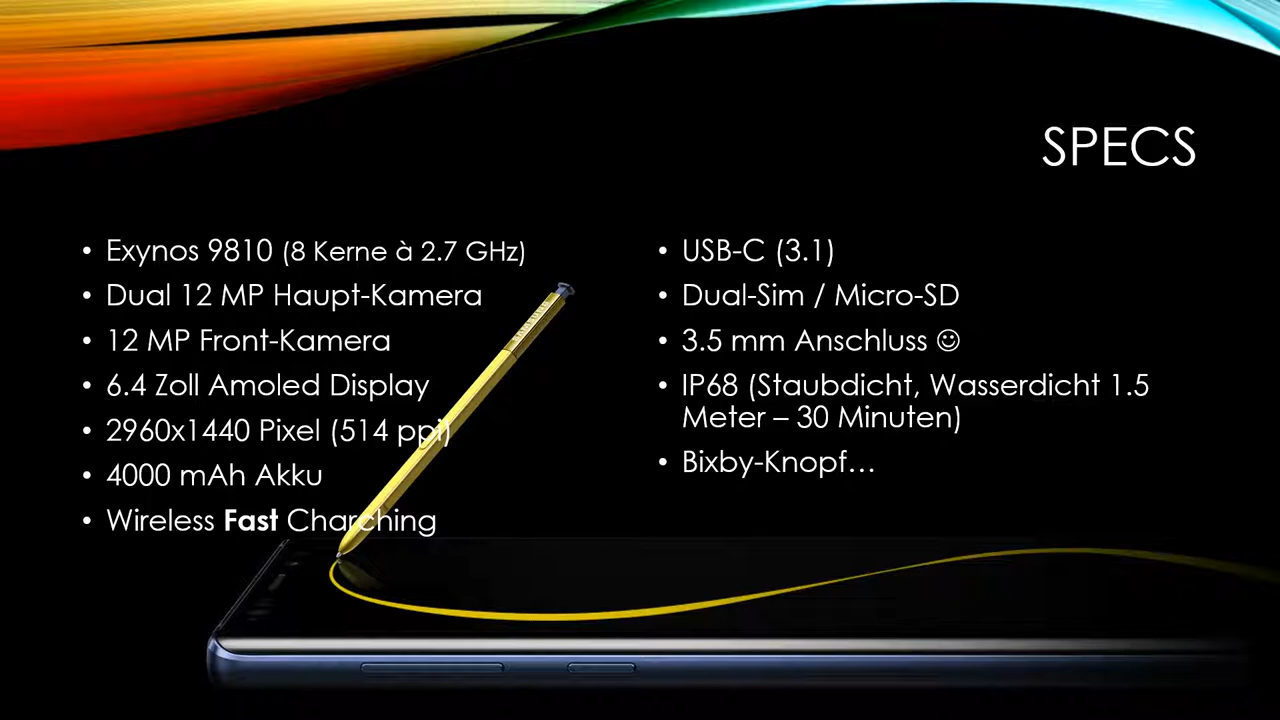 SPECS
• Exynos 9810 (8 Kerne à 2.7 GHz)
• Dual 12 MP Haupt-Kamera
• 12 MP Front-Kamera
• 6.4 Zoll Amoled Display
• 2960x1440 Pixel (514 ppi)
• 4000 mAh Akku
• Wireless Fast Charching
• USB-C (3.1)
• Dual-Sim / Micro-SD
• 3.5 mm Anschluss ☺
• IP68 (Staubdicht, Wasserdicht 1.5
Meter – 30 Minuten)
• Bixby-Knopf…